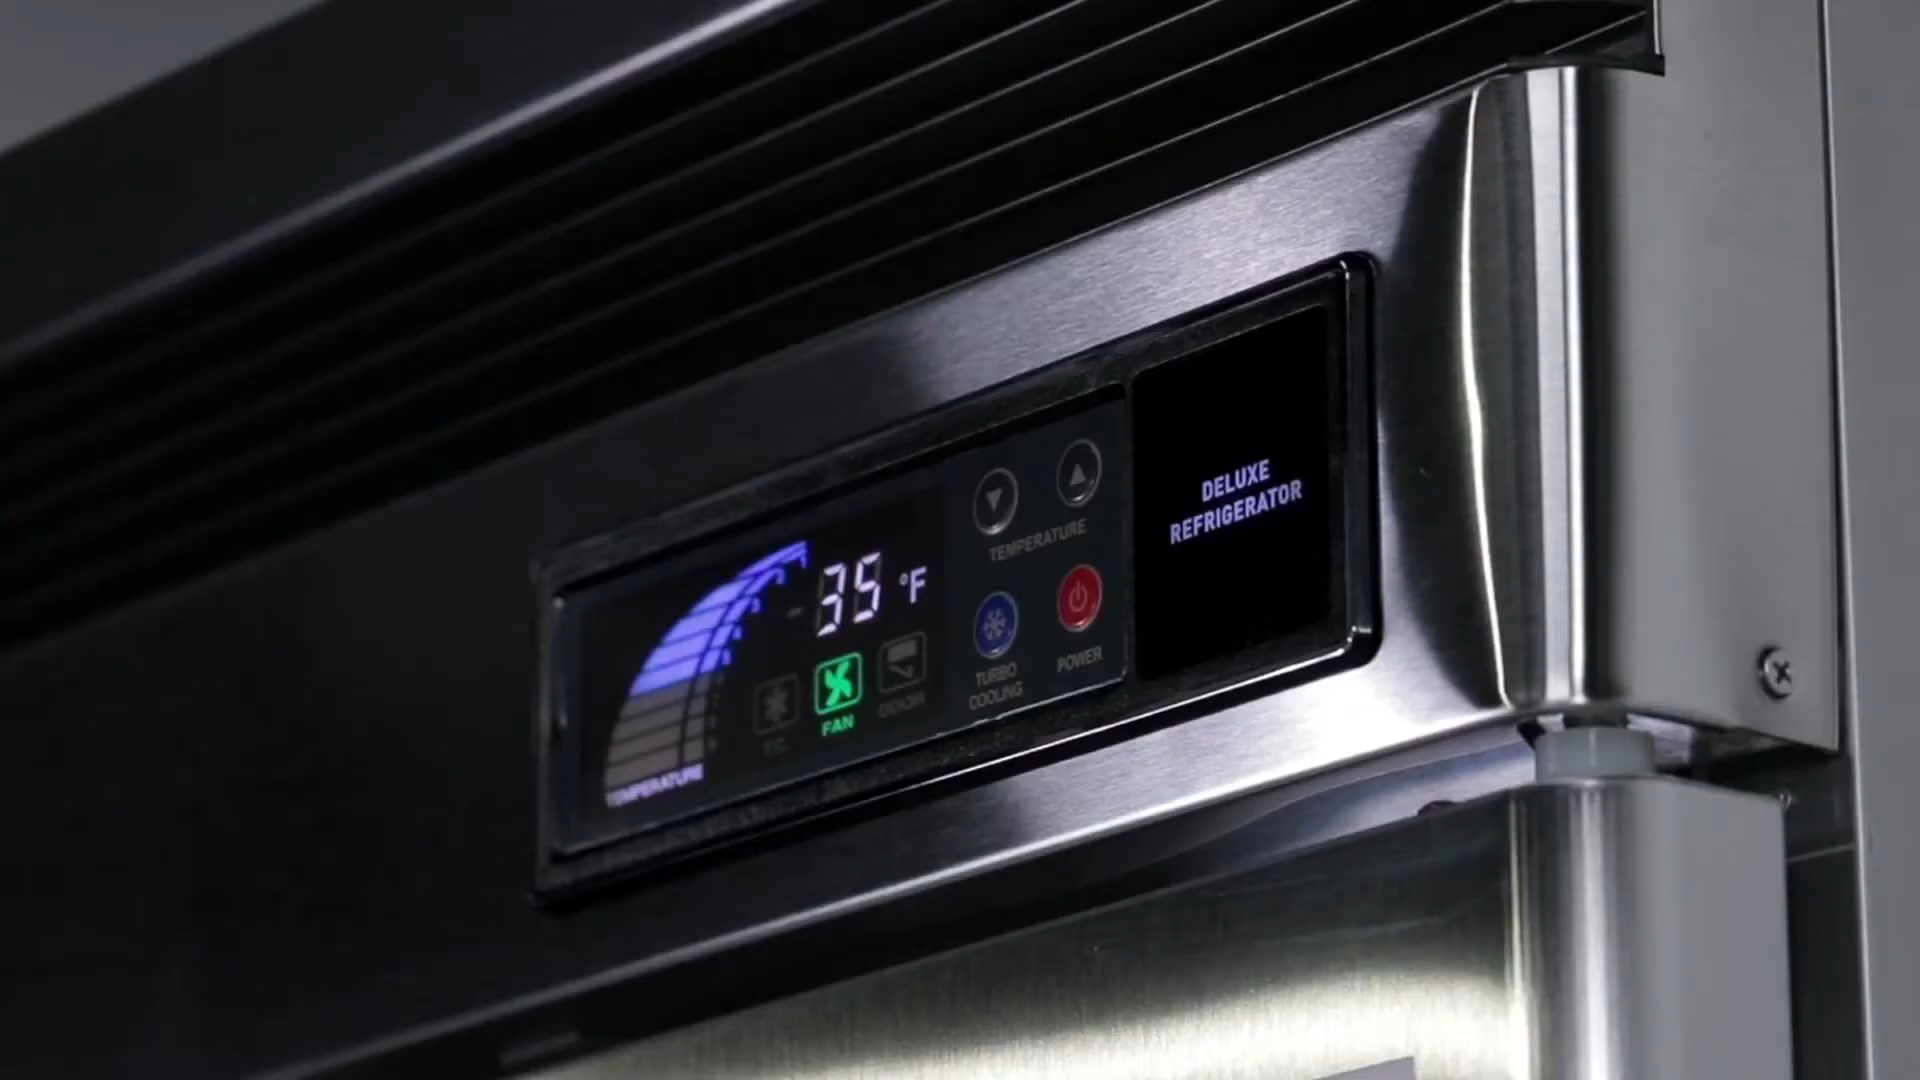 35 °F
TEMPERATURE
T.C
FAN
DOOR
TEMPERATURE
TURBO
COOLING
POWER
DELUXE
REFRIGERATOR